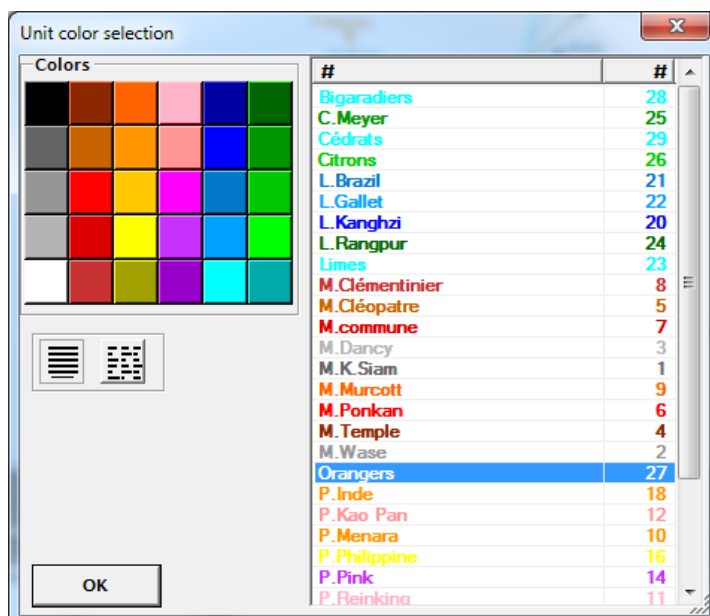 Unit color selection
Colors
# #
Bigaradiers 28
C.Meyer 25
Cédrats 29
Citrons 26
L.Brazil 21
L.Gallet 22
L.Kanghzi 20
L.Rangpur 24
Limes 23
M.Clémentinier 8
M.Cléopatre 5
M.commune 7
M.Dancy 3
M.K.Siam 1
M.Murcott 9
M.Ponkan 6
M.Temple 4
M.Wase 2
Orangers 27
P.Inde 18
P.Kao Pan 12
P.Menara 10
P.Philippine 16
P.Pink 14
P.Reinking 11
OK